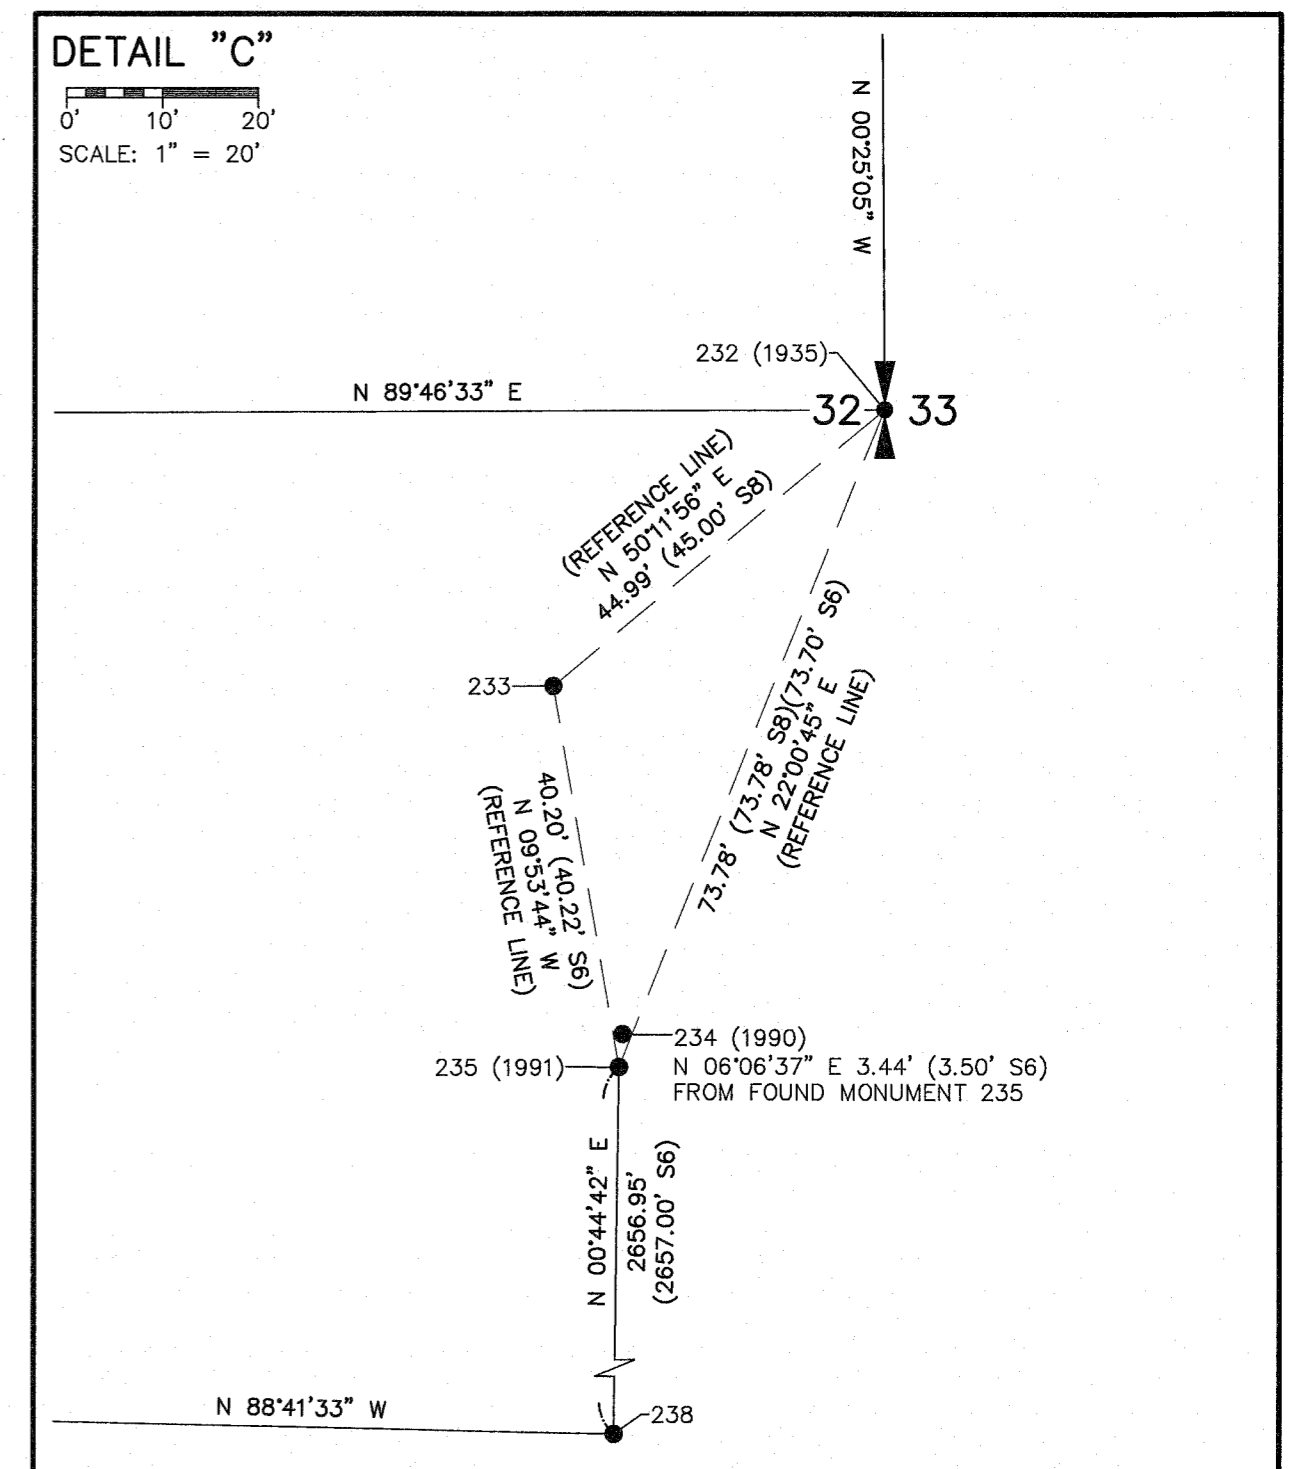 DETAIL "C"
0' 10' 20'
SCALE: 1" = 20'
N 00°25'05" W
232 (1935)
N 89°46'33" E
32 33
(REFERENCE LINE)
N 50°11'56" E
44.99' (45.00' S8)
233
73.78' (73.78' S8)(73.70' S6)
N 22°00'45" E
(REFERENCE LINE)
40.20' (40.22' S6)
N 09°53'44" W
(REFERENCE LINE)
234 (1990)
N 06°06'37" E 3.44' (3.50' S6)
FROM FOUND MONUMENT 235
235 (1991)
N 00°44'42" E
2656.95'
(2657.00' S6)
N 88°41'33" W
238